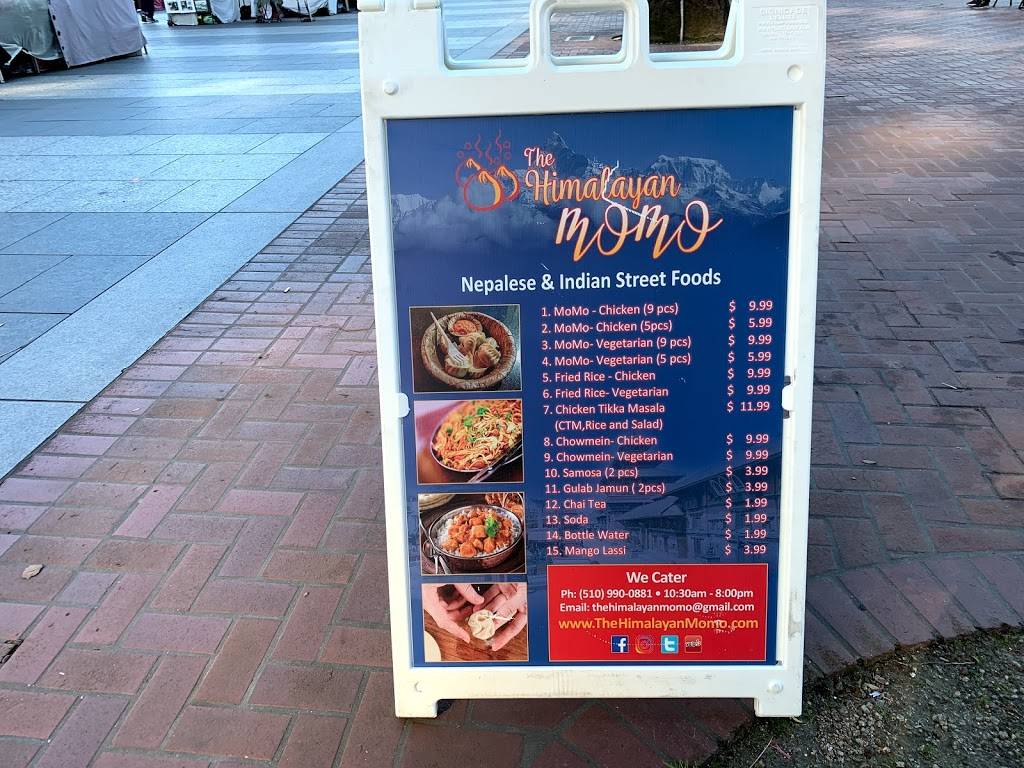 The
Himalayan
MOMO
Nepalese & Indian Street Foods
1. MoMo - Chicken (9 pcs) $ 9.99
2. MoMo- Chicken (5pcs) $ 5.99
3. MoMo- Vegetarian (9 pcs) $ 9.99
4. MoMo- Vegetarian (5 pcs) $ 5.99
5. Fried Rice - Chicken $ 9.99
6. Fried Rice- Vegetarian $ 9.99
7. Chicken Tikka Masala $ 11.99
(CTM,Rice and Salad)
8. Chowmein- Chicken $ 9.99
9. Chowmein- Vegetarian $ 9.99
10. Samosa (2 pcs) $ 3.99
11. Gulab Jamun ( 2pcs) $ 3.99
12. Chai Tea $ 1.99
13. Soda $ 1.99
14. Bottle Water $ 1.99
15. Mango Lassi $ 3.99
We Cater
Ph: (510) 990-0881 • 10:30am - 8:00pm
Email: thehimalayanmomo@gmail.com
www.TheHimalayanMomo.com